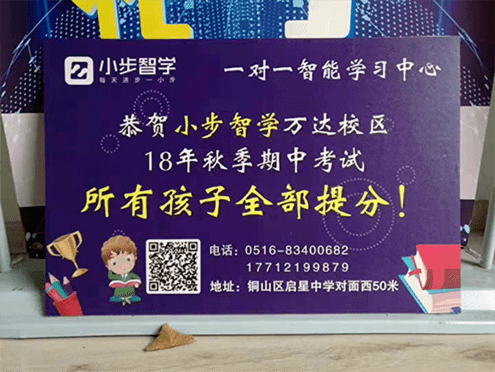 小步智学
每天进步一小步
一对一智能学习中心
恭贺小步智学万达校区
18年秋季期中考试
所有孩子全部提分！
电话：0516-83400682
17712199879
地址：铜山区启星中学对面西50米